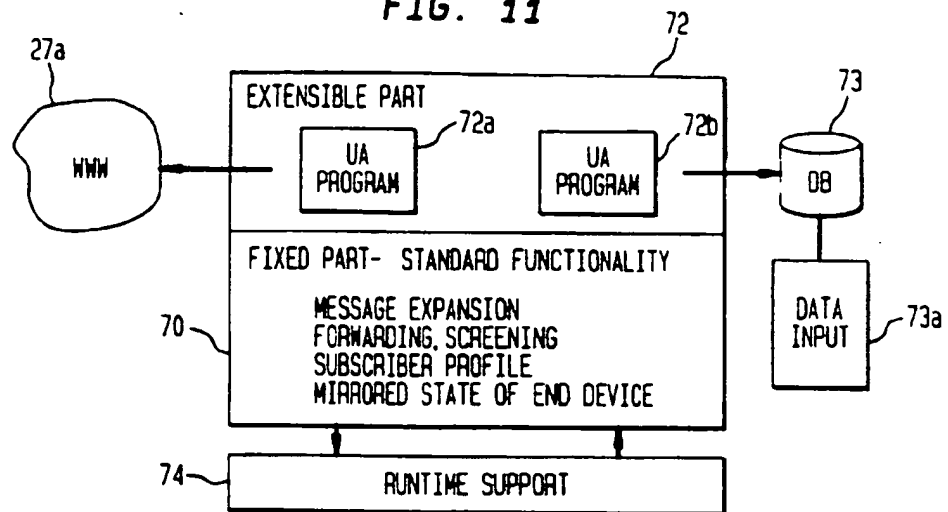 FIG. 11
72
27a
EXTENSIBLE PART
72a
72b
73
WWW
UA
PROGRAM
UA
PROGRAM
DB
FIXED PART- STANDARD FUNCTIONALITY
MESSAGE EXPANSION
FORWARDING, SCREENING
SUBSCRIBER PROFILE
MIRRORED STATE OF END DEVICE
70
DATA
INPUT
73a
74
RUNTIME SUPPORT